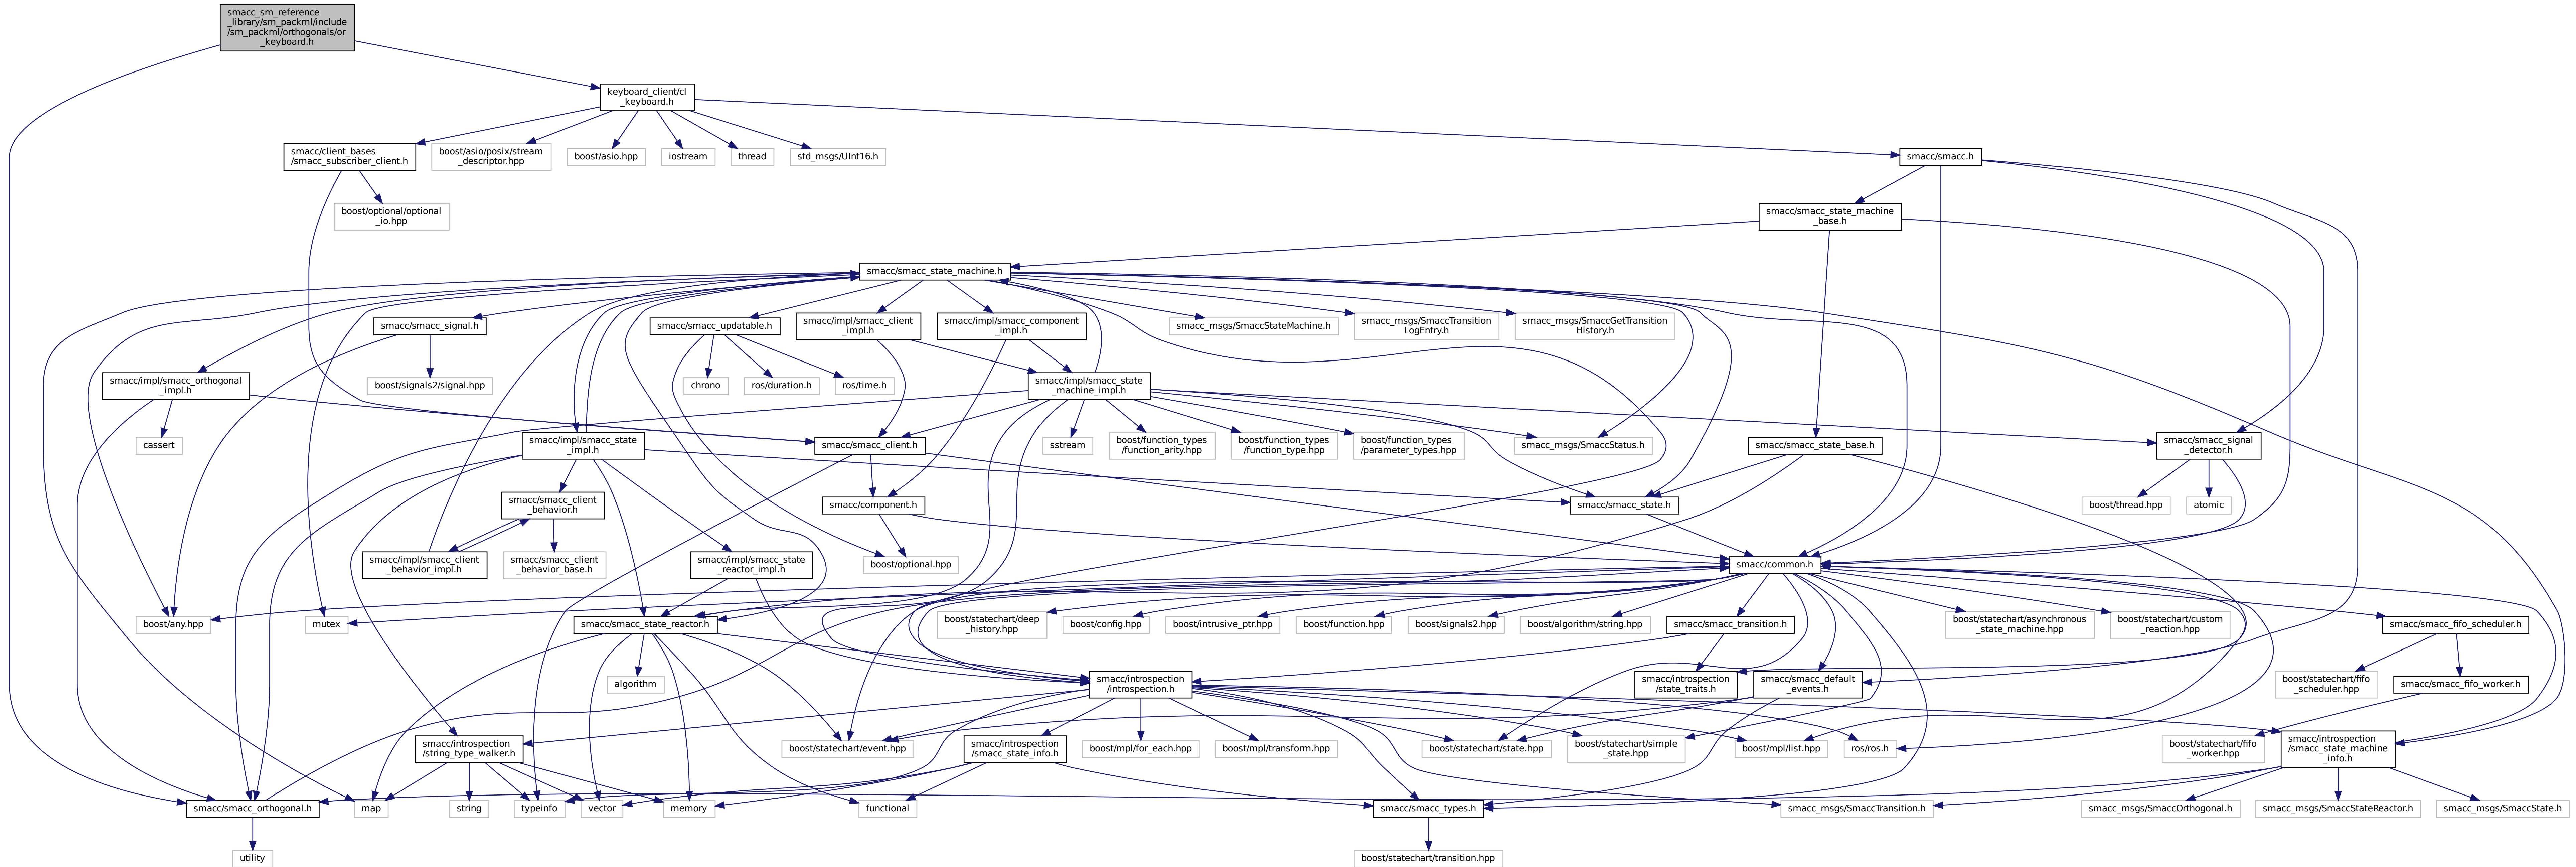 smacc_sm_reference
_library/sm_packml/include
/sm_packml/orthogonals/or
_keyboard.h
keyboard_client/cl
_keyboard.h
smacc/client_bases
/smacc_subscriber_client.h
boost/asio/posix/stream
_descriptor.hpp
boost/asio.hpp
iostream
thread
std_msgs/UInt16.h
smacc/smacc.h
boost/optional/optional
_io.hpp
smacc/smacc_state_machine
_base.h
smacc/smacc_state_machine.h
smacc/smacc_signal.h
smacc/smacc_updatable.h
smacc/impl/smacc_client
_impl.h
smacc/impl/smacc_component
_impl.h
smacc_msgs/SmaccStateMachine.h
smacc_msgs/SmaccTransition
LogEntry.h
smacc_msgs/SmaccGetTransition
History.h
smacc/impl/smacc_orthogonal
_impl.h
boost/signals2/signal.hpp
chrono
ros/duration.h
ros/time.h
smacc/impl/smacc_state
_machine_impl.h
cassert
smacc/impl/smacc_state
_impl.h
smacc/smacc_client.h
sstream
boost/function_types
/function_arity.hpp
boost/function_types
/function_type.hpp
boost/function_types
/parameter_types.hpp
smacc_msgs/SmaccStatus.h
smacc/smacc_state_base.h
smacc/smacc_signal
_detector.h
smacc/smacc_client
_behavior.h
smacc/component.h
smacc/smacc_state.h
boost/thread.hpp
atomic
smacc/impl/smacc_client
_behavior_impl.h
smacc/smacc_client
_behavior_base.h
smacc/impl/smacc_state
_reactor_impl.h
boost/optional.hpp
smacc/common.h
boost/any.hpp
mutex
smacc/smacc_state_reactor.h
boost/statechart/deep
_history.hpp
boost/config.hpp
boost/intrusive_ptr.hpp
boost/function.hpp
boost/signals2.hpp
boost/algorithm/string.hpp
smacc/smacc_transition.h
boost/statechart/asynchronous
_state_machine.hpp
boost/statechart/custom
_reaction.hpp
smacc/smacc_fifo_scheduler.h
algorithm
smacc/introspection
/introspection.h
smacc/introspection
/state_traits.h
smacc/smacc_default
_events.h
boost/statechart/fifo
_scheduler.hpp
smacc/smacc_fifo_worker.h
smacc/introspection
/string_type_walker.h
boost/statechart/event.hpp
smacc/introspection
/smacc_state_info.h
boost/mpl/for_each.hpp
boost/mpl/transform.hpp
boost/statechart/state.hpp
boost/statechart/simple
_state.hpp
boost/mpl/list.hpp
ros/ros.h
boost/statechart/fifo
_worker.hpp
smacc/introspection
/smacc_state_machine
_info.h
smacc/smacc_orthogonal.h
map
string
typeinfo
vector
memory
functional
smacc/smacc_types.h
smacc_msgs/SmaccTransition.h
smacc_msgs/SmaccOrthogonal.h
smacc_msgs/SmaccStateReactor.h
smacc_msgs/SmaccState.h
utility
boost/statechart/transition.hpp